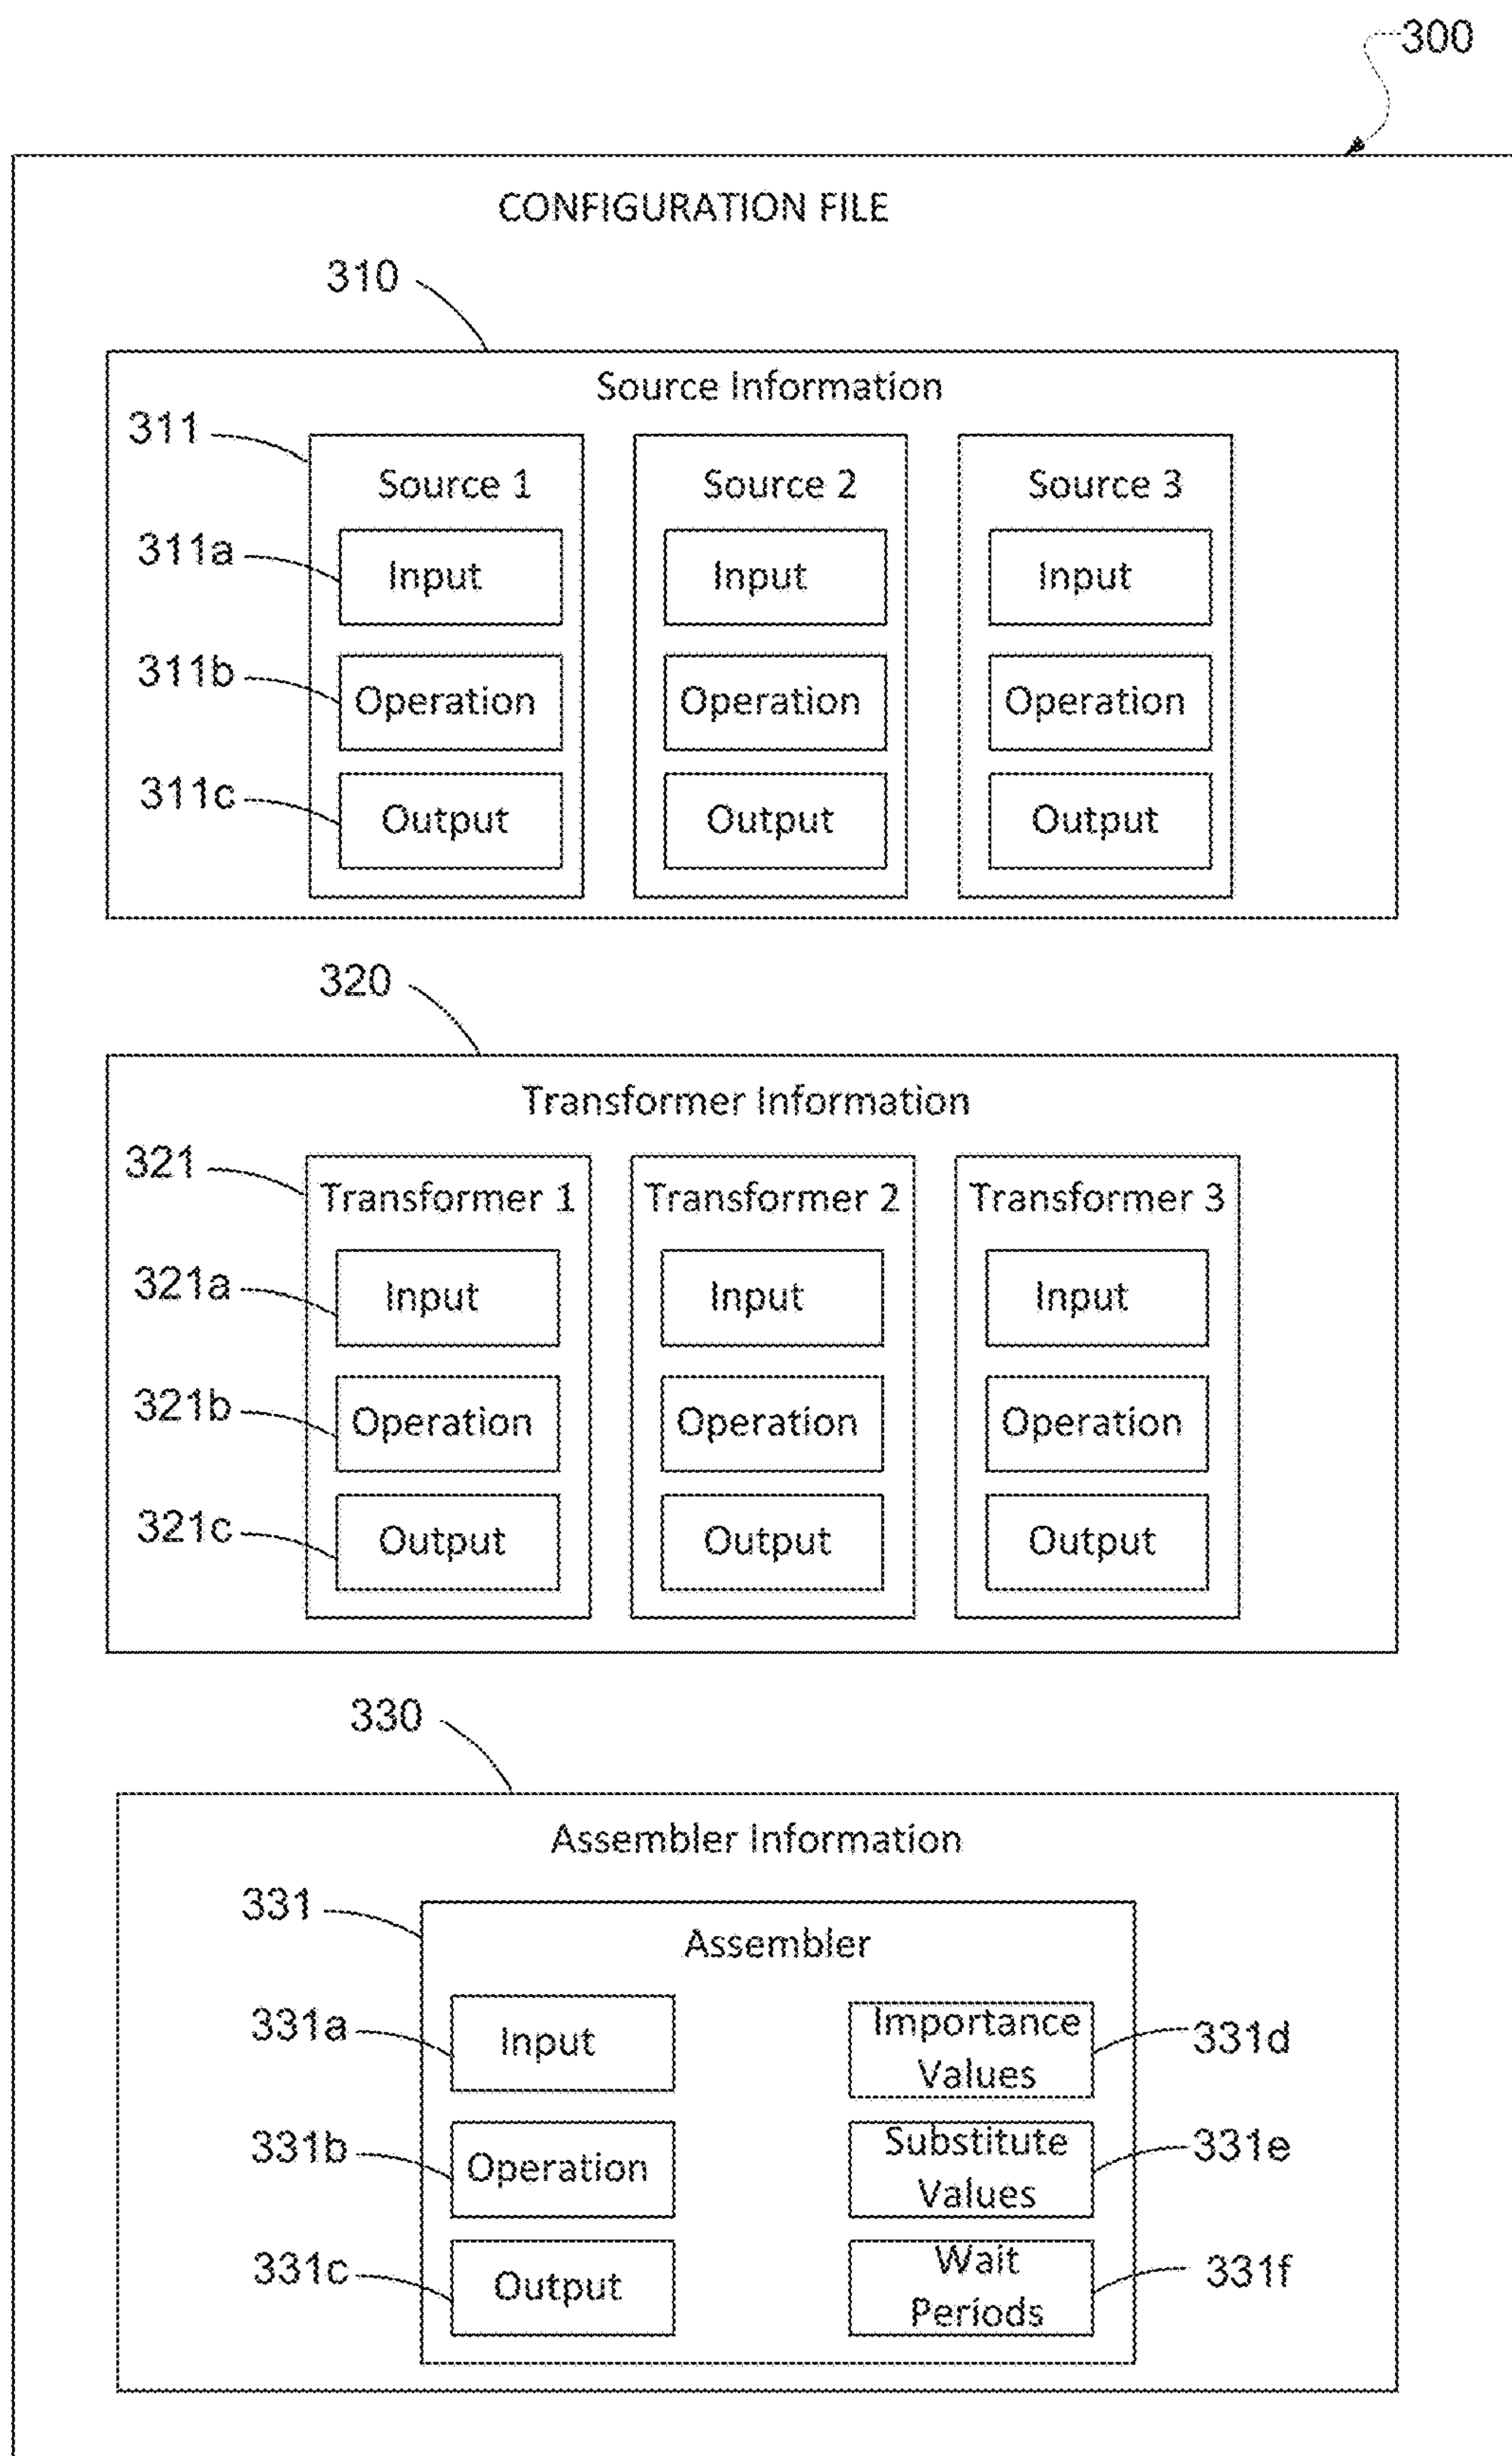 300
CONFIGURATION FILE
310
Source Information
311
Source 1
Source 2
Source 3
311a
Input
Input
Input
311b
Operation
Operation
Operation
311c
Output
Output
Output
320
Transformer Information
321
Transformer 1
Transformer 2
Transformer 3
321a
Input
Input
Input
321b
Operation
Operation
Operation
321c
Output
Output
Output
330
Assembler Information
331
Assembler
331a
Input
Importance
Values
331d
331b
Operation
Substitute
Values
331e
331c
Output
Wait
Periods
331f